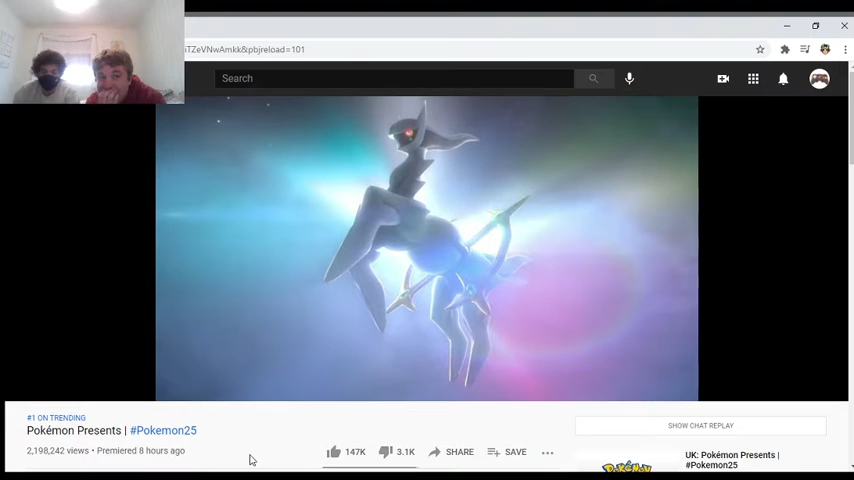 iTZeVNwAmkk&pbjreload=101
Search
#1 ON TRENDING
Pokémon Presents | #Pokemon25
2,198,242 views • Premiered 8 hours ago
147K
3.1K
SHARE
SAVE
SHOW CHAT REPLAY
UK: Pokémon Presents |
#Pokemon25
POKéMON